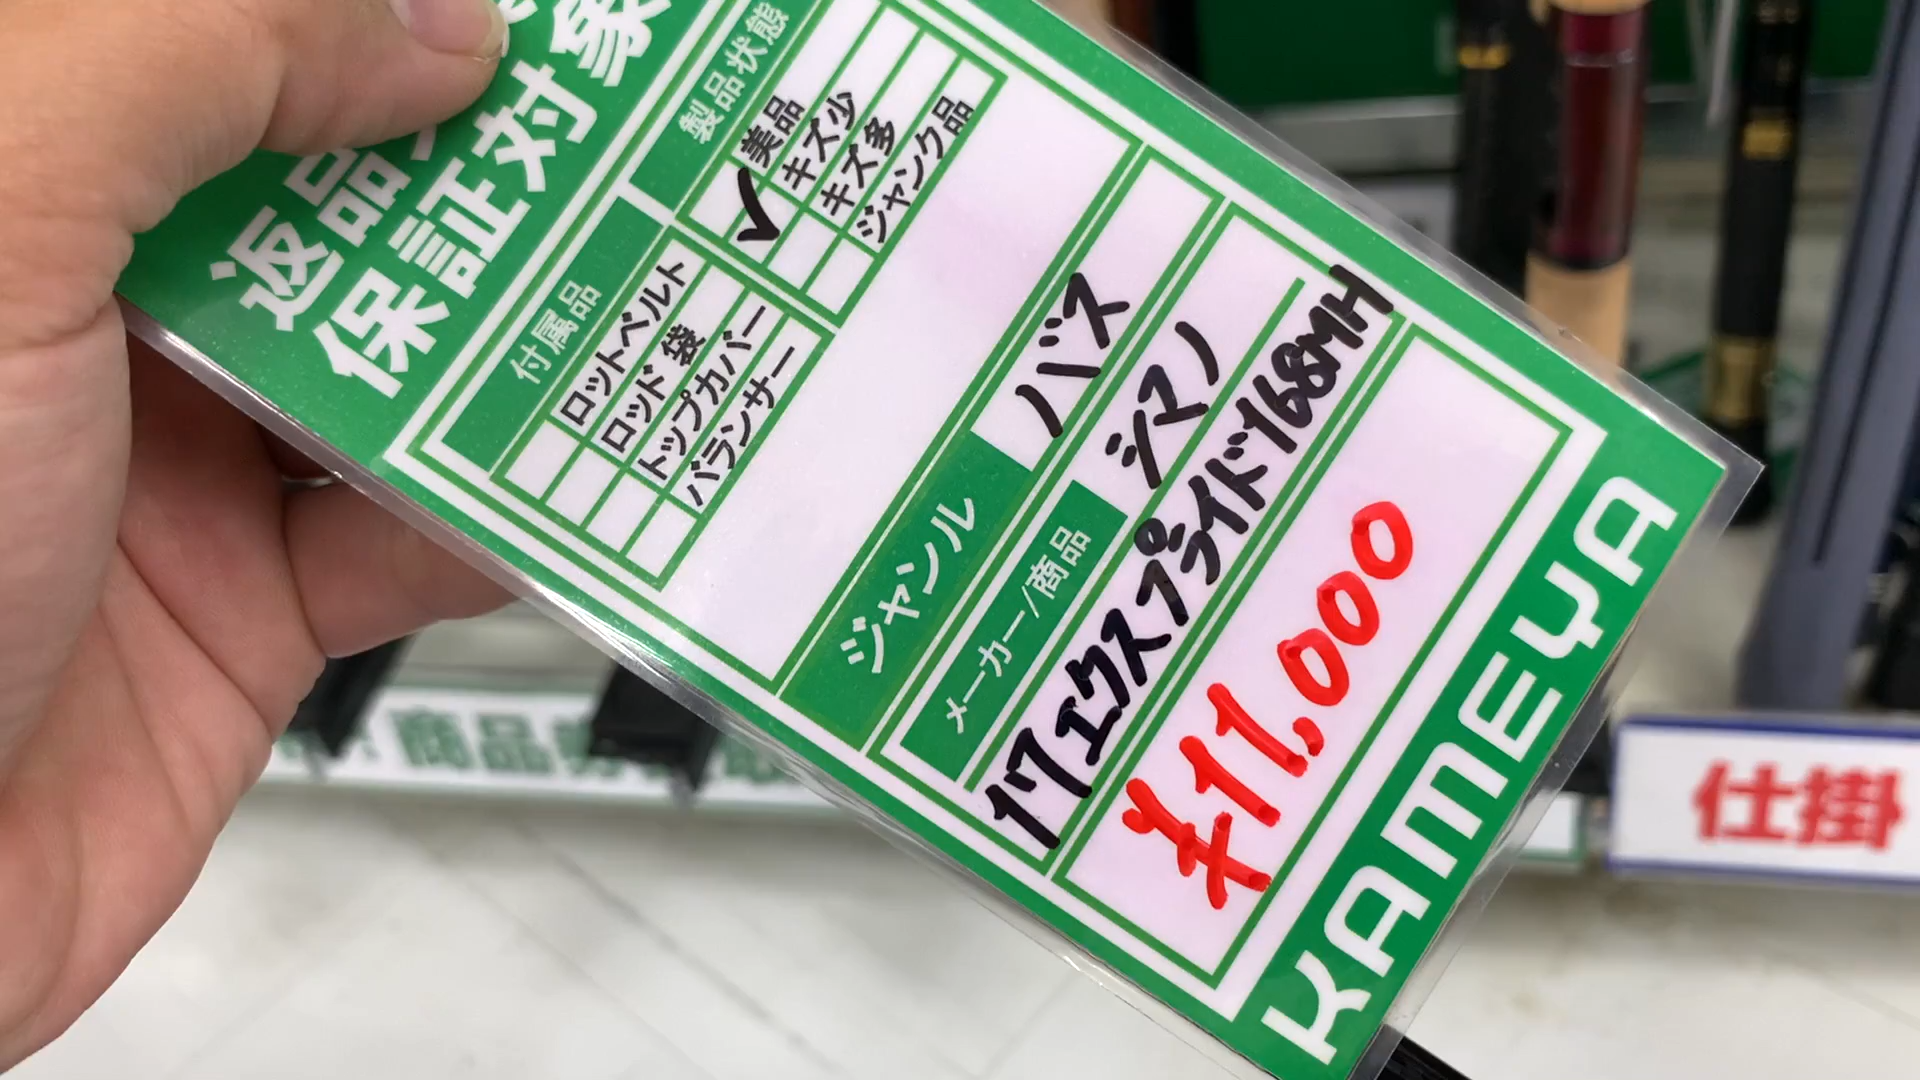 返品
保証対象
製品状態
美品
キズ少
キズ多
ジャンク品
付属品
ロットベルト
ロッド袋
トップカバー
バランサー
ジャンル
バス
メーカー/商品
シマノ
17エクスプライド168MH
¥11,000
KAMEYA
商品券
仕掛